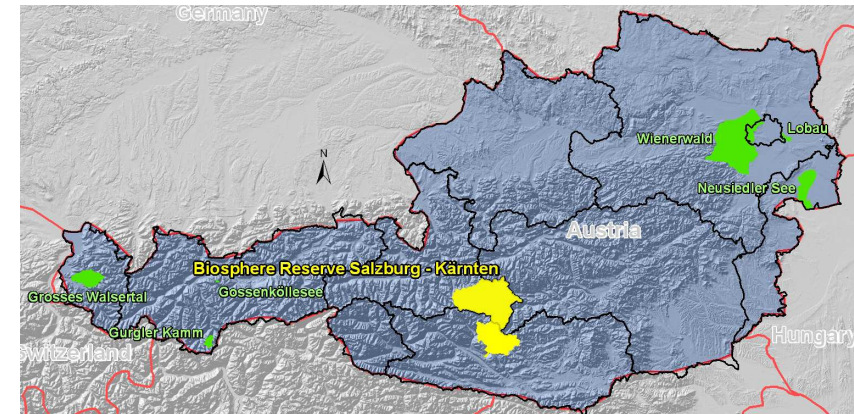 Germany
Wienerwald
Lobau
N
Neusiedler See
Austria
Biosphere Reserve Salzburg - Kärnten
Gossenköllesee
Grosses Walsertal
Gurgler Kamm
Hungary
Switzerland